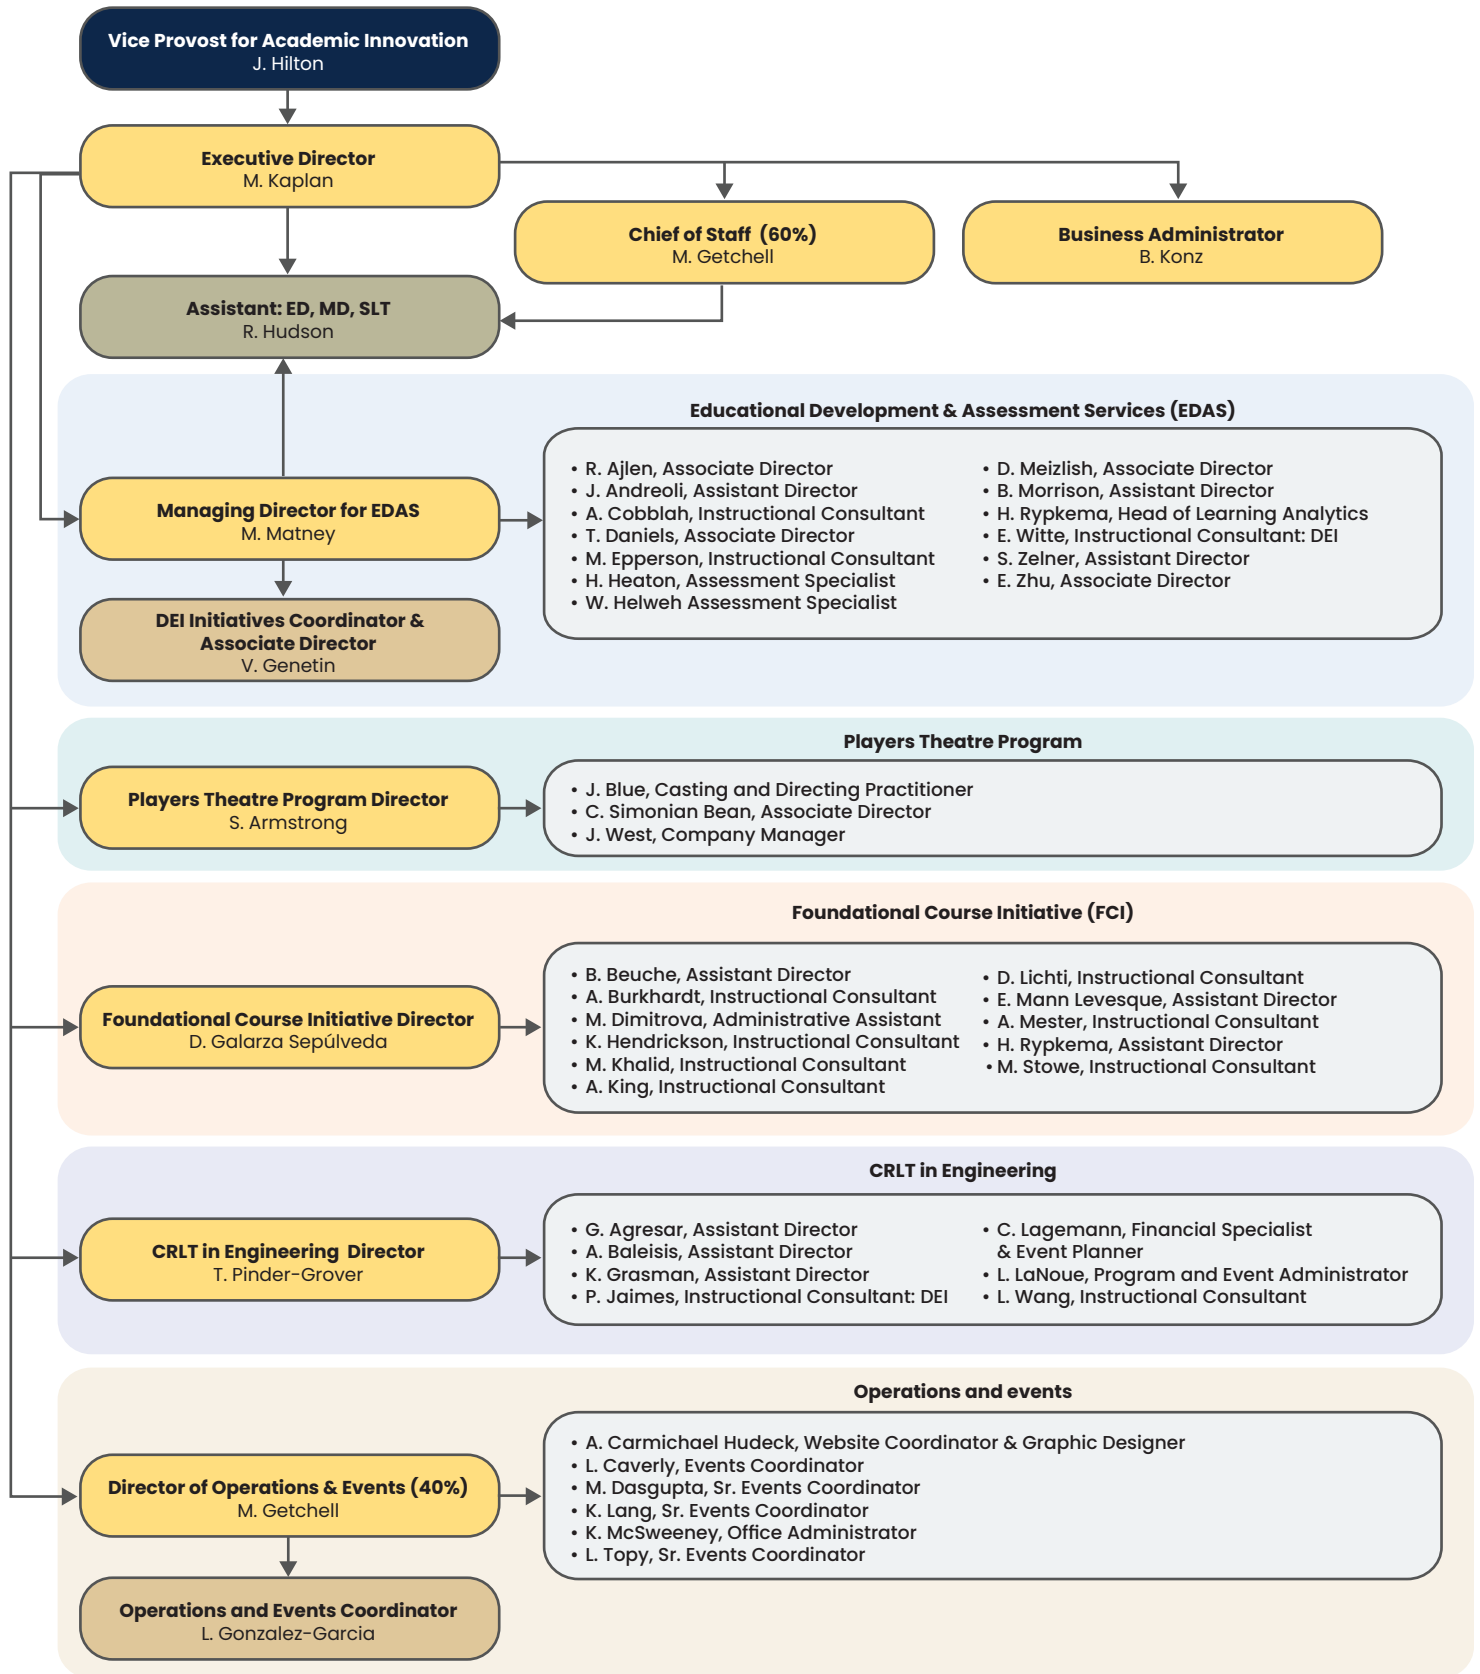 Vice Provost for Academic Innovation
J. Hilton
Executive Director
M. Kaplan
Chief of Staff (60%)
M. Getchell
Business Administrator
B. Konz
Assistant: ED, MD, SLT
R. Hudson
Educational Development & Assessment Services (EDAS)
Managing Director for EDAS
M. Matney
• R. Ajlen, Associate Director
• J. Andreoli, Assistant Director
• A. Cobblah, Instructional Consultant
• T. Daniels, Associate Director
• M. Epperson, Instructional Consultant
• H. Heaton, Assessment Specialist
• W. Helweh Assessment Specialist
• D. Meizlish, Associate Director
• B. Morrison, Assistant Director
• H. Rypkema, Head of Learning Analytics
• E. Witte, Instructional Consultant: DEI
• S. Zelner, Assistant Director
• E. Zhu, Associate Director
DEI Initiatives Coordinator &
Associate Director
V. Genetin
Players Theatre Program
Players Theatre Program Director
S. Armstrong
• J. Blue, Casting and Directing Practitioner
• C. Simonian Bean, Associate Director
• J. West, Company Manager
Foundational Course Initiative (FCI)
Foundational Course Initiative Director
D. Galarza Sepúlveda
• B. Beuche, Assistant Director
• A. Burkhardt, Instructional Consultant
• M. Dimitrova, Administrative Assistant
• K. Hendrickson, Instructional Consultant
• M. Khalid, Instructional Consultant
• A. King, Instructional Consultant
• D. Lichti, Instructional Consultant
• E. Mann Levesque, Assistant Director
• A. Mester, Instructional Consultant
• H. Rypkema, Assistant Director
• M. Stowe, Instructional Consultant
CRLT in Engineering
CRLT in Engineering Director
T. Pinder-Grover
• G. Agresar, Assistant Director
• A. Baleisis, Assistant Director
• K. Grasman, Assistant Director
• P. Jaimes, Instructional Consultant: DEI
• C. Lagemann, Financial Specialist
& Event Planner
• L. LaNoue, Program and Event Administrator
• L. Wang, Instructional Consultant
Operations and events
Director of Operations & Events (40%)
M. Getchell
• A. Carmichael Hudeck, Website Coordinator & Graphic Designer
• L. Caverly, Events Coordinator
• M. Dasgupta, Sr. Events Coordinator
• K. Lang, Sr. Events Coordinator
• K. McSweeney, Office Administrator
• L. Topy, Sr. Events Coordinator
Operations and Events Coordinator
L. Gonzalez-Garcia